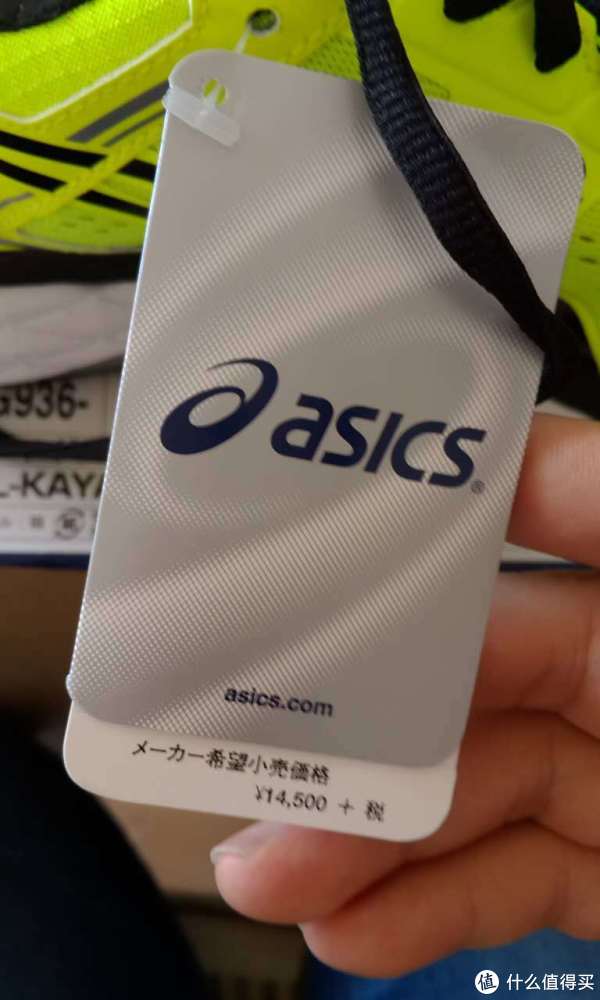 G936-
L-KAYA
asics®
asics.com
メーカー希望小売価格
¥14,500 + 税
值 什么值得买